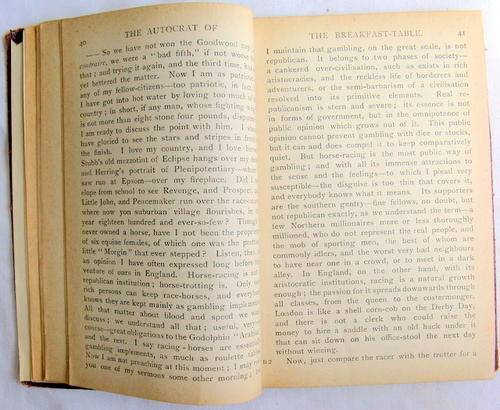 40
THE AUTOCRAT OF
—— So we have not won the Goodwood cup;
contraire, we were a "bad fifth," if not worse
that; and trying it again, and the third time, has
yet bettered the matter. Now I am as patriotic
any of my fellow-citizens—too patriotic, in fact,
I have got into hot water by loving too much
country; in short, if any man, whose fighting
is not more than eight stone four pounds, disputes
I am ready to discuss the point with him. I
have gloried to see the stars and stripes in
the finish. I love my country, and I love
Stubb's old mezzotint of Eclipse hangs over my
and Herring's portrait of Plenipotentiary—whom
saw run at Epsom—over my fireplace. Did I
elope from school to see Revenge, and Prospect,
Little John, and Peacemaker run over the race-
where now yon suburban village flourishes, in
year eighteen hundred and ever-so-few? Though
never owned a horse, have I not been the
of six equine females, of which one was the
little "Morgin" that ever stepped? Listen,
an opinion I have often expressed long before
venture of ours in England. Horse-racing is
republican institution; horse-trotting is. Only
rich persons can keep race-horses, and
knows they are kept mainly as gambling
All that matter about blood and speed we
discuss; we understand all that; useful, very
course—great obligations to the Godolphin
and the rest. I say racing-horses are
gambling implements, as much as roulette
Now I am not preaching at this moment; I may
you one of my sermons some other morning;
THE BREAKFAST-TABLE.
41
I maintain that gambling, on the great scale, is not
republican. It belongs to two phases of society—
a cankered over-civilisation, such as exists in rich
aristocracies, and the reckless life of borderers and
adventurers, or the semi-barbarism of a civilisation
resolved into its primitive elements. Real re-
publicanism is stern and severe; its essence is not
in forms of government, but in the omnipotence of
public opinion which grows out of it. This public
opinion cannot prevent gambling with dice or stocks,
but it can and does compel it to keep comparatively
quiet. But horse-racing is the most public way of
gambling; and with all its immense attractions to
the sense and the feelings—to which I plead very
susceptible—the disguise is too thin that covers it,
and everybody knows what it means. Its supporters
are the southern gentry—fine fellows, no doubt, but
not republican exactly, as we understand the term—a
few Northern millionaires more or less thoroughly
millioned, who do not represent the real people, and
the mob of sporting men, the best of whom are
commonly idlers, and the worst very bad neighbours
to have near one in a crowd, or to meet in a dark
alley. In England, on the other hand, with its
aristocratic institutions, racing is a natural growth
enough; the passion for it spreads downwards through
all classes, from the queen to the costermonger.
London is like a shell corn-cob on the Derby Day,
and there is not a clerk who could raise the
money to hire a saddle with an old hack under it
that can sit down on his office-stool the next day
without wincing.
Now, just compare the racer with the trotter for a